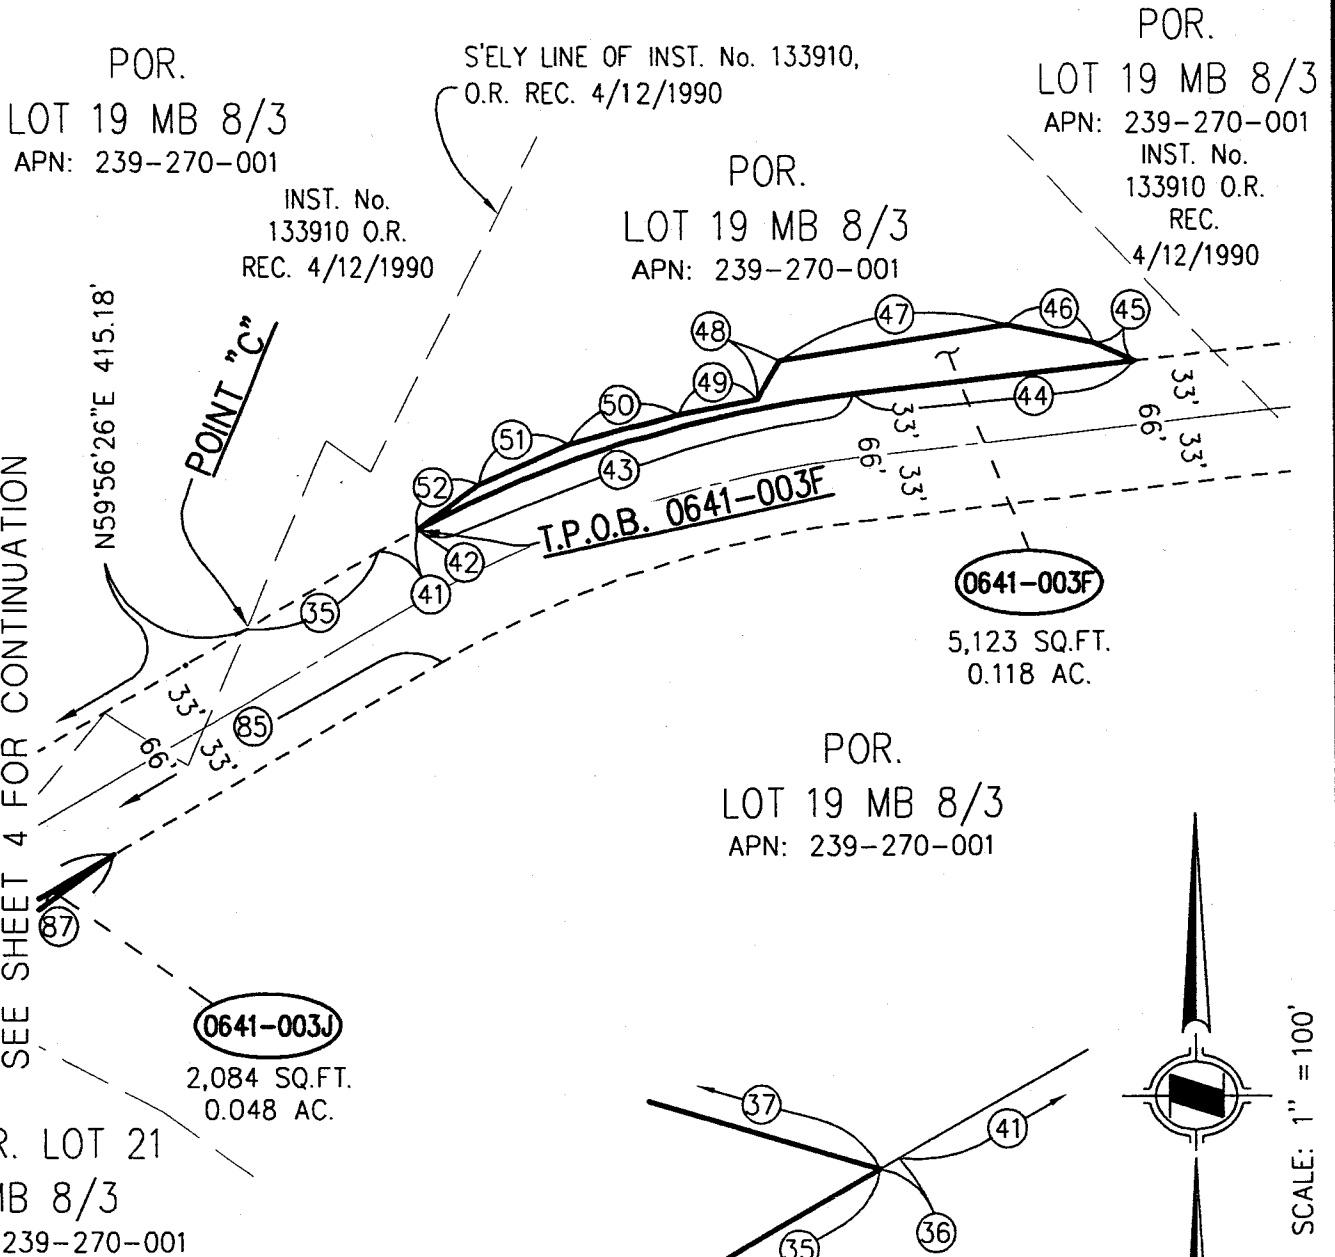 POR.
LOT 19 MB 8/3
APN: 239-270-001
S'ELY LINE OF INST. No. 133910,
O.R. REC. 4/12/1990
POR.
LOT 19 MB 8/3
APN: 239-270-001
INST. No.
133910 O.R.
REC.
4/12/1990
INST. No.
133910 O.R.
REC. 4/12/1990
POR.
LOT 19 MB 8/3
APN: 239-270-001
N59°56'26"E 415.18'
POINT "C"
48
47
46
45
49
50
51
52
44
43
33'
66'
33'
33'
66'
33'
T.P.O.B. 0641-003F
42
41
35
0641-003F
5,123 SQ.FT.
0.118 AC.
33'
66'
33'
85
SEE SHEET 4 FOR CONTINUATION
POR.
LOT 19 MB 8/3
APN: 239-270-001
87
0641-003J
2,084 SQ.FT.
0.048 AC.
R. LOT 21
MB 8/3
239-270-001
37
41
36
35
SCALE: 1" = 100'